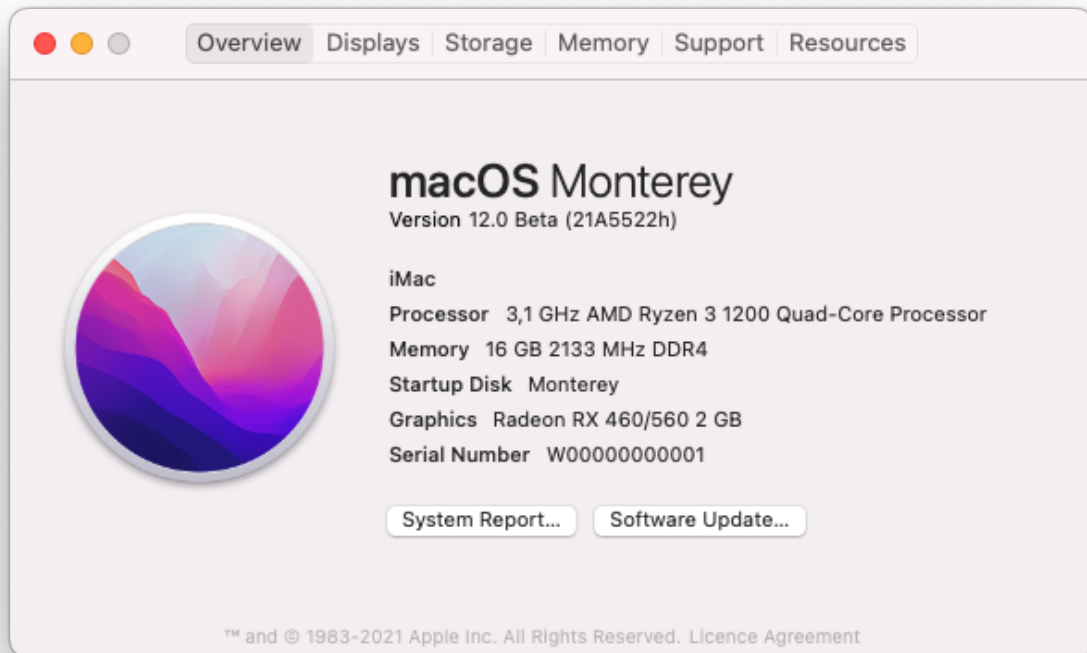 Overview Displays Storage Memory Support Resources
macOS Monterey
Version 12.0 Beta (21A5522h)
iMac
Processor 3,1 GHz AMD Ryzen 3 1200 Quad-Core Processor
Memory 16 GB 2133 MHz DDR4
Startup Disk Monterey
Graphics Radeon RX 460/560 2 GB
Serial Number W00000000001
System Report... Software Update...
™ and © 1983-2021 Apple Inc. All Rights Reserved. Licence Agreement